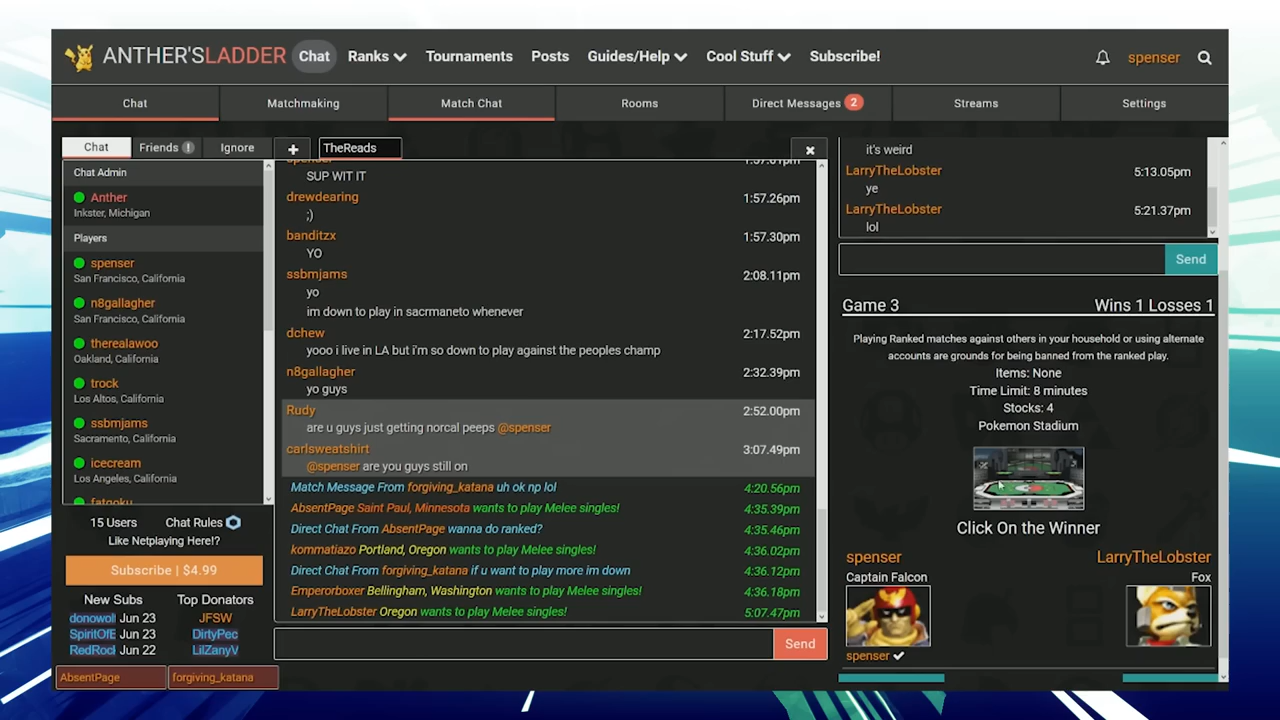 ANTHER'SLADDER Chat Ranks Tournaments Posts Guides/Help Cool Stuff Subscribe! spenser
Chat Matchmaking Match Chat Rooms Direct Messages 2 Streams Settings
Chat Friends ! Ignore + TheReads x
Chat Admin
Anther
Inkster, Michigan
Players
spenser
San Francisco, California
n8gallagher
San Francisco, California
therealawoo
Oakland, California
trock
Los Altos, California
ssbmjams
Sacramento, California
icecream
Los Angeles, California
fatgoku
15 Users Chat Rules
Like Netplaying Here!?
Subscribe | $4.99
New Subs Top Donators
donowoll Jun 23 JFSW
SpiritOfE Jun 23 DirtyPec
RedRock Jun 22 LilZanyV
AbsentPage forgiving_katana
SUP WIT IT
drewdearing 1:57.26pm
;)
banditzx 1:57.30pm
YO
ssbmjams 2:08.11pm
yo
im down to play in sacrmaneto whenever
dchew 2:17.52pm
yooo i live in LA but i'm so down to play against the peoples champ
n8gallagher 2:32.39pm
yo guys
Rudy 2:52.00pm
are u guys just getting norcal peeps @spenser
carlsweatshirt 3:07.49pm
@spenser are you guys still on
Match Message From forgiving_katana uh ok np lol 4:20.56pm
AbsentPage Saint Paul, Minnesota wants to play Melee singles! 4:35.39pm
Direct Chat From AbsentPage wanna do ranked? 4:35.46pm
kommatiazo Portland, Oregon wants to play Melee singles! 4:36.02pm
Direct Chat From forgiving_katana if u want to play more im down 4:36.12pm
Emperorboxer Bellingham, Washington wants to play Melee singles! 4:36.18pm
LarryTheLobster Oregon wants to play Melee singles! 5:07.47pm
Send
it's weird
LarryTheLobster 5:13.05pm
ye
LarryTheLobster 5:21.37pm
lol
Send
Game 3 Wins 1 Losses 1
Playing Ranked matches against others in your household or using alternate
accounts are grounds for being banned from the ranked play.
Items: None
Time Limit: 8 minutes
Stocks: 4
Pokemon Stadium
Click On the Winner
spenser LarryTheLobster
Captain Falcon Fox
spenser